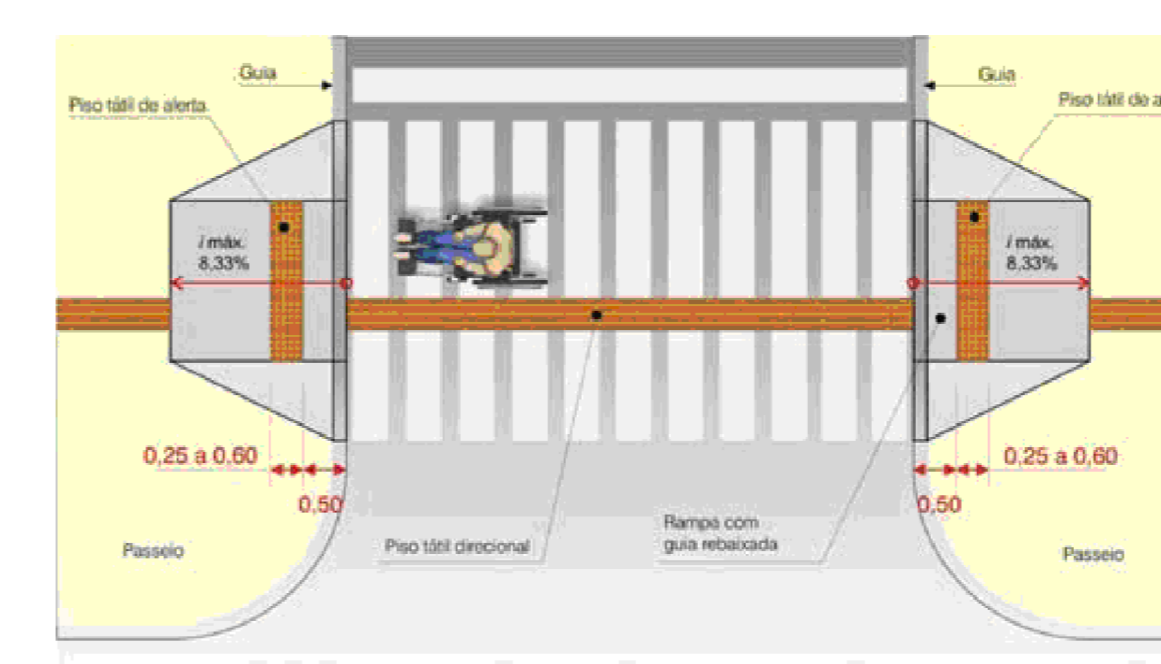 Guia
Guia
Piso tátil de alerta.
Piso tátil de a
i máx.
8,33%
i máx.
8,33%
0,25 a 0,60
0,25 a 0,60
0,50
0,50
Passeio
Piso tátil direcional
Rampa com
guia rebaixada
Passeio